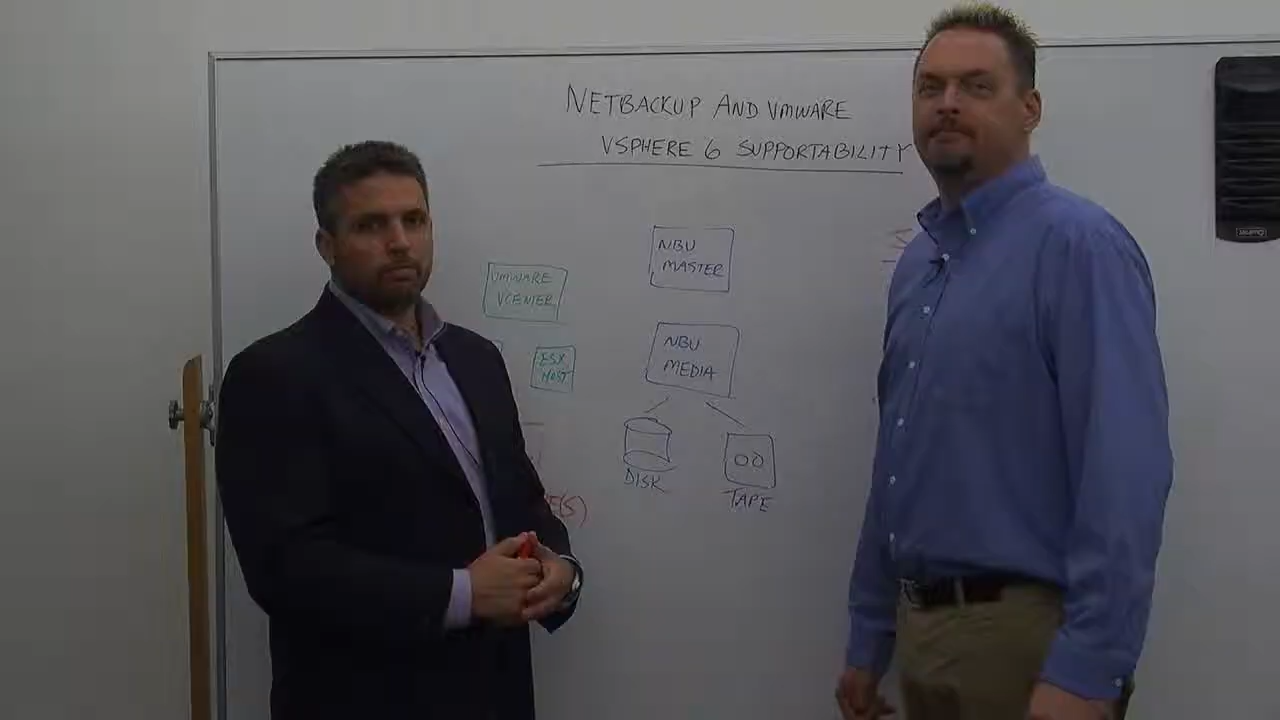 NETBACKUP AND VMWARE
VSPHERE 6 SUPPORTABILITY
NBU
MASTER
VMWARE
VCENTER
NBU
MEDIA
ESX
HOST
DISK
TAPE